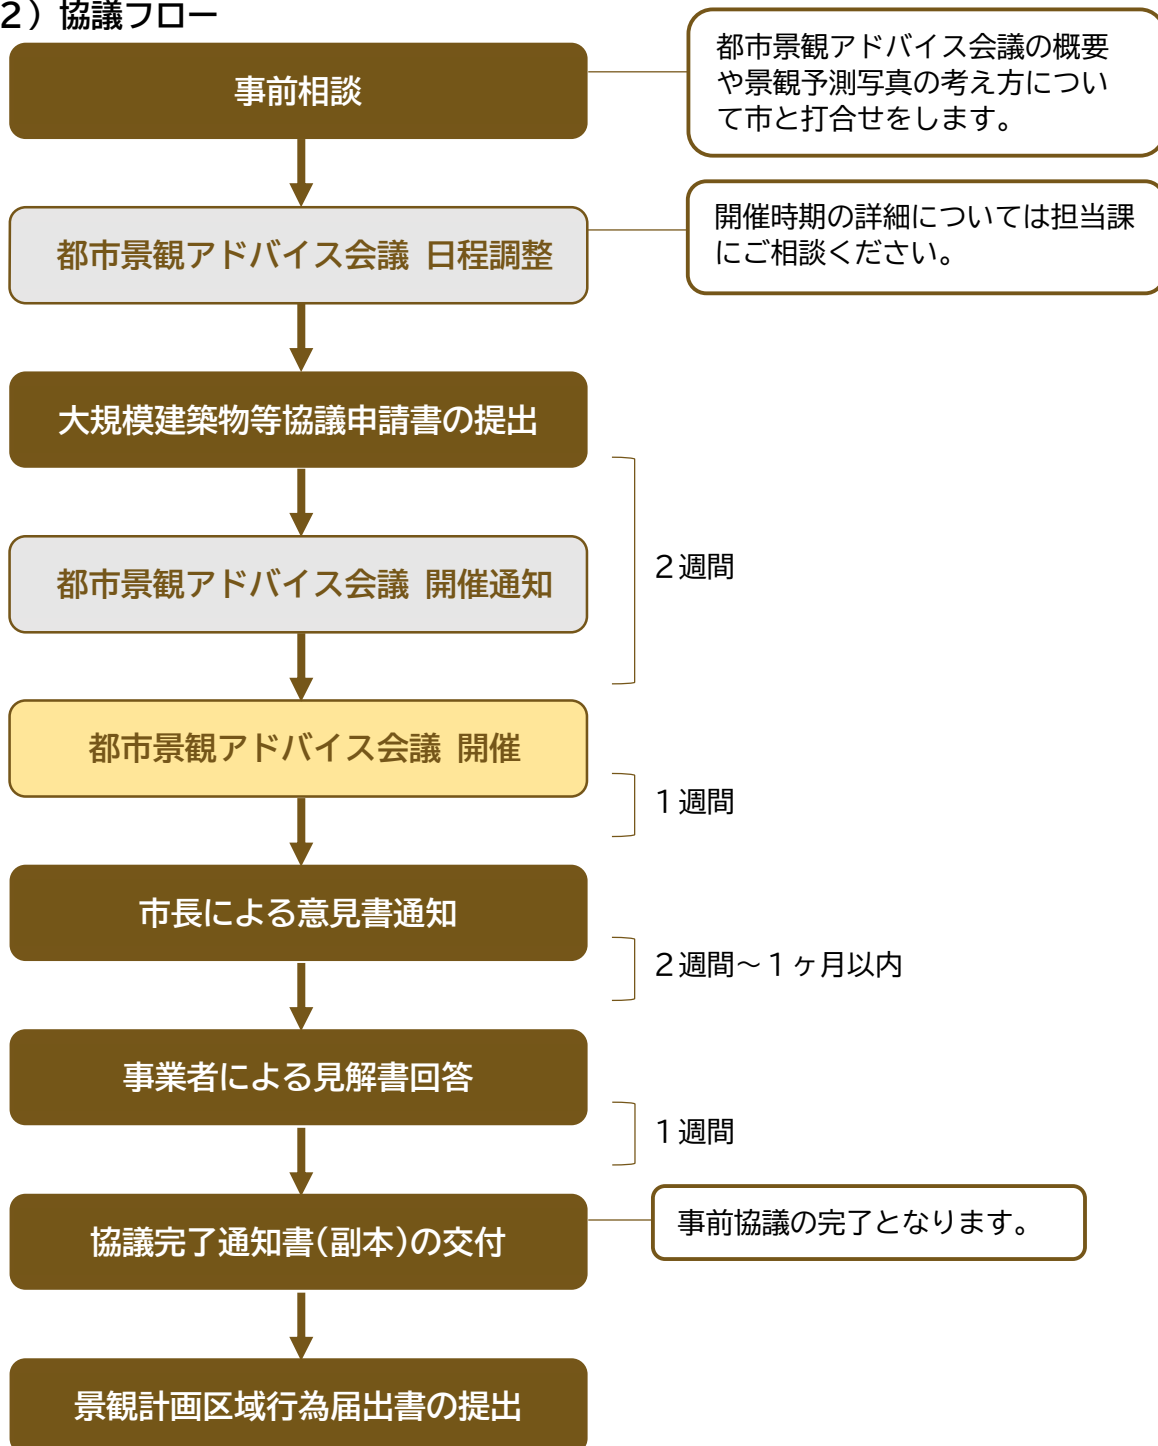 2）協議フロー
事前相談
都市景観アドバイス会議の概要
や景観予測写真の考え方につい
て市と打合せをします。
都市景観アドバイス会議 日程調整
開催時期の詳細については担当課
にご相談ください。
大規模建築物等協議申請書の提出
都市景観アドバイス会議 開催通知
２週間
都市景観アドバイス会議 開催
１週間
市長による意見書通知
２週間～１ヶ月以内
事業者による見解書回答
１週間
協議完了通知書(副本)の交付
事前協議の完了となります。
景観計画区域行為届出書の提出